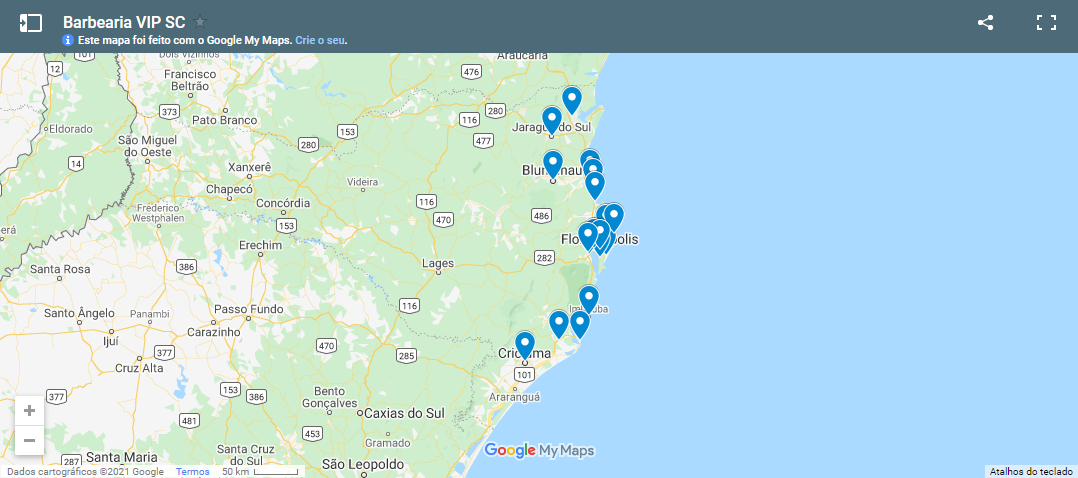 Barbearia VIP SC
Este mapa foi feito com o Google My Maps. Crie o seu.
Araucária
101
Dois Vizinhos
12
476
Francisco
Beltrão
373
280
Pato Branco
116
Eldorado
153
Jaraguá do Sul
São Miguel
do Oeste
280
477
14
Xanxerê
Blumenau
Videira
Chapecó
Concórdia
116
Frederico
Westphalen
470
486
153
erá
Florianópolis
Erechim
282
386
Lages
Santa Rosa
116
Imbituba
Passo Fundo
Santo Ângelo
Panambi
Carazinho
Ijuí
470
377
285
Criciúma
Cruz Alta
101
153
386
Bento
Gonçalves
377
Araranguá
Caxias do Sul
481
453
Gramado
Santa Cruz
do Sul
287
Santa Maria
São Leopoldo
Google My Maps
Dados cartográficos ©2021 Google
Termos
50 km
Atalhos do teclado